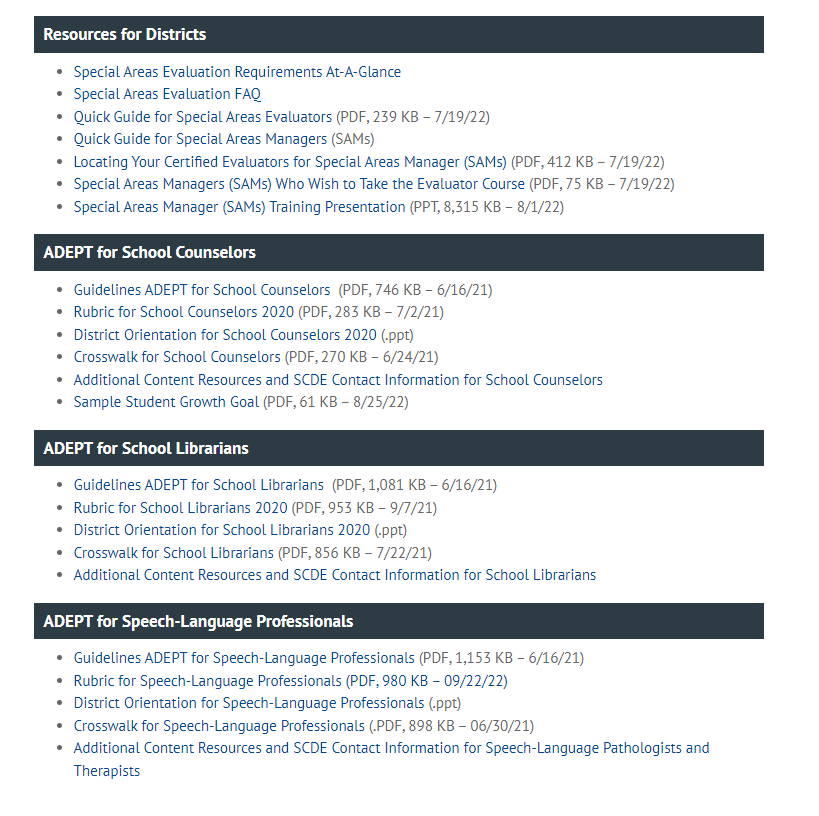 Resources for Districts
Special Areas Evaluation Requirements At-A-Glance
Special Areas Evaluation FAQ
Quick Guide for Special Areas Evaluators (PDF, 239 KB – 7/19/22)
Quick Guide for Special Areas Managers (SAMs)
Locating Your Certified Evaluators for Special Areas Manager (SAMs) (PDF, 412 KB – 7/19/22)
Special Areas Managers (SAMs) Who Wish to Take the Evaluator Course (PDF, 75 KB – 7/19/22)
Special Areas Manager (SAMs) Training Presentation (PPT, 8,315 KB – 8/1/22)
ADEPT for School Counselors
Guidelines ADEPT for School Counselors (PDF, 746 KB – 6/16/21)
Rubric for School Counselors 2020 (PDF, 283 KB – 7/2/21)
District Orientation for School Counselors 2020 (.ppt)
Crosswalk for School Counselors (PDF, 270 KB – 6/24/21)
Additional Content Resources and SCDE Contact Information for School Counselors
Sample Student Growth Goal (PDF, 61 KB – 8/25/22)
ADEPT for School Librarians
Guidelines ADEPT for School Librarians (PDF, 1,081 KB – 6/16/21)
Rubric for School Librarians 2020 (PDF, 953 KB – 9/7/21)
District Orientation for School Librarians 2020 (.ppt)
Crosswalk for School Librarians (PDF, 856 KB – 7/22/21)
Additional Content Resources and SCDE Contact Information for School Librarians
ADEPT for Speech-Language Professionals
Guidelines ADEPT for Speech-Language Professionals (PDF, 1,153 KB – 6/16/21)
Rubric for Speech-Language Professionals (PDF, 980 KB – 09/22/22)
District Orientation for Speech-Language Professionals (.ppt)
Crosswalk for Speech-Language Professionals (.PDF, 898 KB – 06/30/21)
Additional Content Resources and SCDE Contact Information for Speech-Language Pathologists and
Therapists